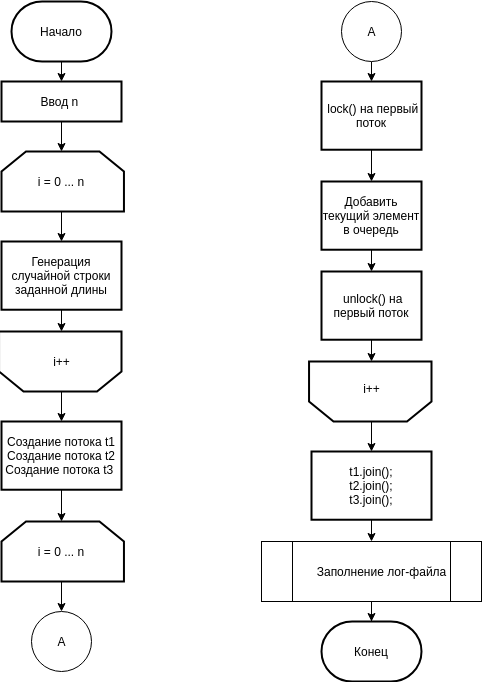 Начало
Ввод n
i = 0 ... n
Генерация
случайной строки
заданной длины
i++
Создание потока t1
Создание потока t2
Создание потока t3
i = 0 ... n
A
A
lock() на первый
поток
Добавить
текущий элемент
в очередь
unlock() на
первый поток
i++
t1.join();
t2.join();
t3.join();
Заполнение лог-файла
Конец